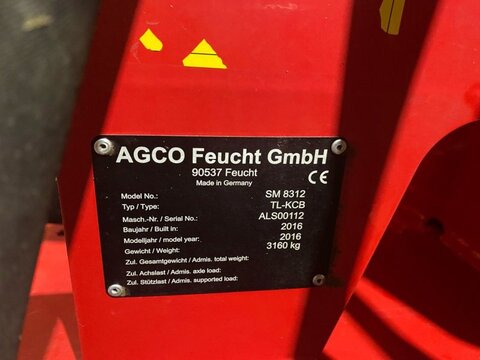 AGCO Feucht GmbH
90537 Feucht
Made in Germany
CE
Model No.: SM 8312
Typ / Type: TL-KCB
Masch.-Nr / Serial No.: ALS00112
Baujahr / Built in: 2016
Modelljahr / model year: 2016
Gewicht / Weight: 3160 kg
Zul. Gesamtgewicht / Admis. total weight:
Zul. Achslast / Admis. axle load:
Zul. Stützlast / Admis. supported load: